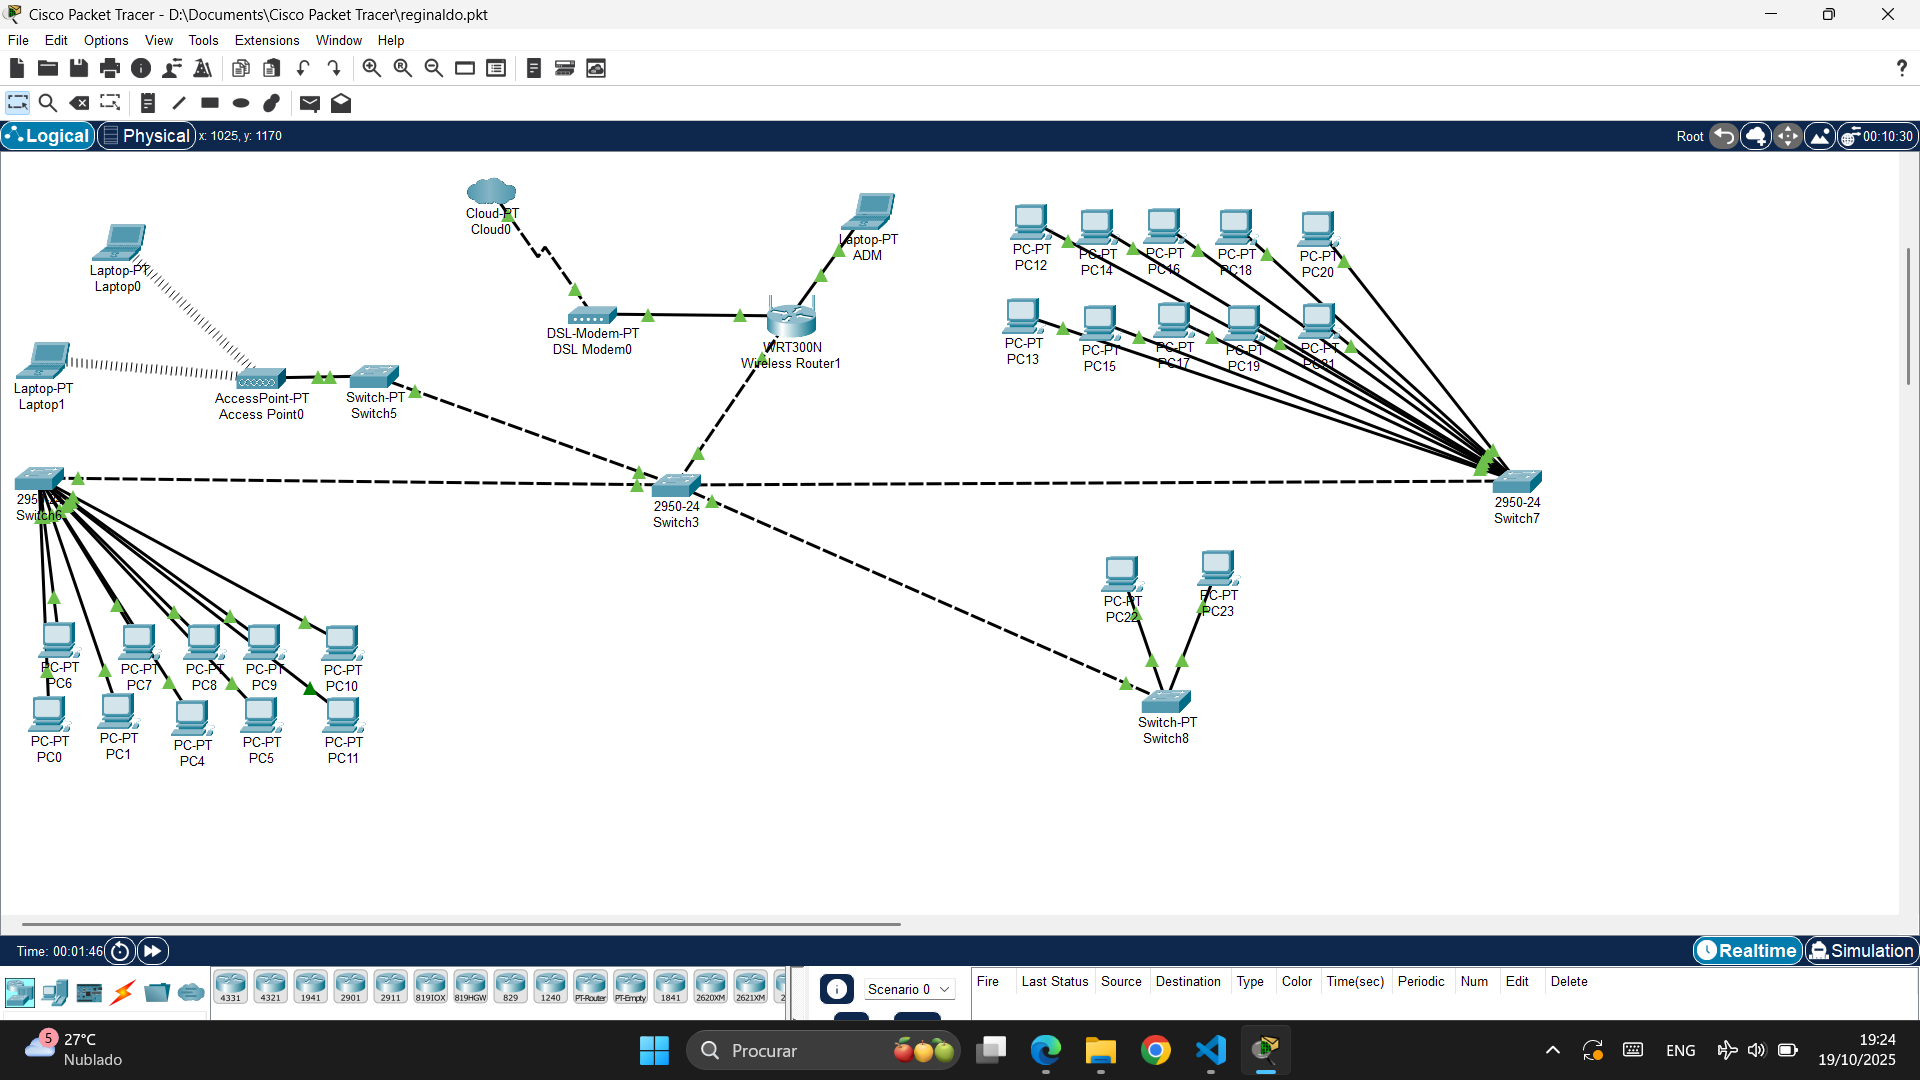 Cisco Packet Tracer - D:\Documents\Cisco Packet Tracer\reginaldo.pkt
File Edit Options View Tools Extensions Window Help
?
Logical Physical x: 1025, y: 1170 Root 00:10:30
Cloud-PT
Cloud0
Laptop-PT
ADM
Laptop-PT
Laptop0
DSL-Modem-PT
DSL Modem0
WRT300N
Wireless Router1
Laptop-PT
Laptop1
AccessPoint-PT
Access Point0
Switch-PT
Switch5
PC-PT
PC12
PC-PT
PC14
PC-PT
PC16
PC-PT
PC18
PC-PT
PC20
PC-PT
PC13
PC-PT
PC15
PC-PT
PC17
PC-PT
PC19
PC-PT
PC21
2950-24
Switch6
2950-24
Switch3
2950-24
Switch7
PC-PT
PC22
PC-PT
PC23
Switch-PT
Switch8
PC-PT
PC6
PC-PT
PC7
PC-PT
PC8
PC-PT
PC9
PC-PT
PC10
PC-PT
PC0
PC-PT
PC1
PC-PT
PC4
PC-PT
PC5
PC-PT
PC11
Time: 00:01:46 Realtime Simulation
4331 4321 1941 2901 2911 819IOX 819HGW 829 1240 PT-Router PT-Empty 1841 2620XM 2621XM 2
Scenario 0
Fire Last Status Source Destination Type Color Time(sec) Periodic Num Edit Delete
5 27°C
Nublado
Procurar
ENG
19:24
19/10/2025